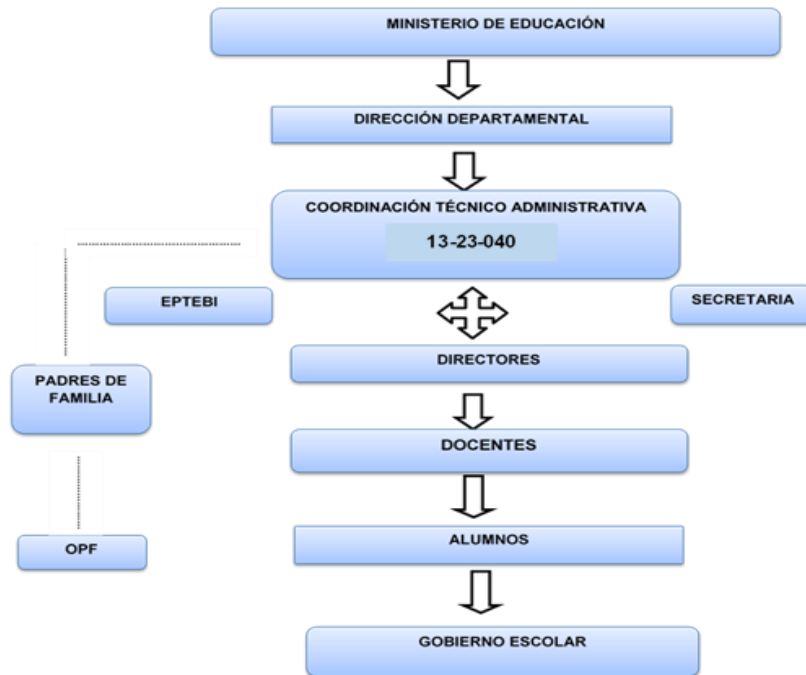 MINISTERIO DE EDUCACIÓN
DIRECCIÓN DEPARTAMENTAL
COORDINACIÓN TÉCNICO ADMINISTRATIVA
13-23-040
EPTEBI
SECRETARIA
DIRECTORES
PADRES DE
FAMILIA
DOCENTES
OPF
ALUMNOS
GOBIERNO ESCOLAR